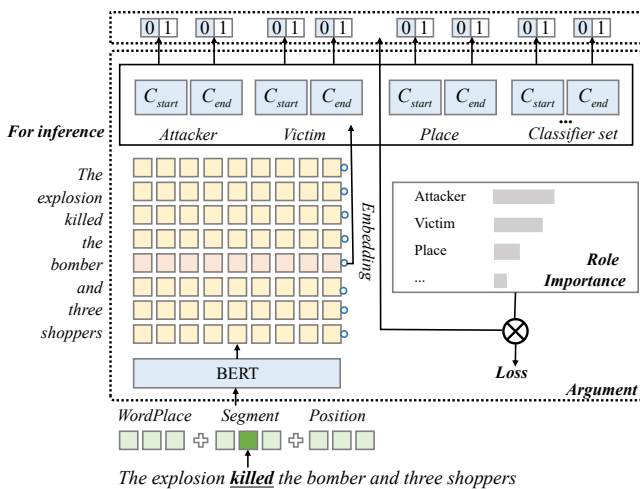 0 1 0 1 0 1 0 1 0 1 0 1 0 1 0 1
C start C end C start C end C start C end C start C end
...
Attacker Victim Place Classifier set
For inference
The
explosion
killed
the
bomber
and
three
shoppers
Embedding
Attacker
Victim
Place
...
Role
Importance
BERT
Loss
Argument
WordPlace Segment Position
The explosion killed the bomber and three shoppers